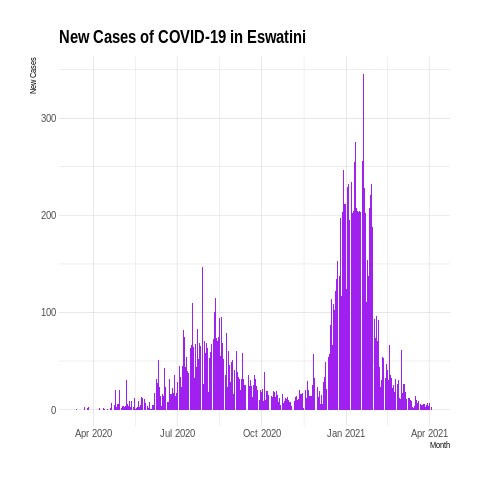 New Cases of COVID-19 in Eswatini
New Cases
300
200
100
0
Apr 2020
Jul 2020
Oct 2020
Jan 2021
Apr 2021
Month